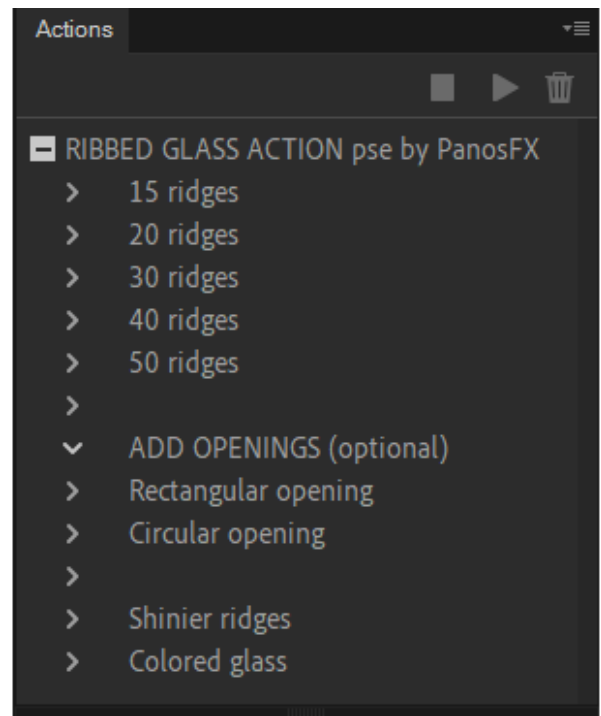 Actions
RIBBED GLASS ACTION pse by PanosFX
15 ridges
20 ridges
30 ridges
40 ridges
50 ridges
ADD OPENINGS (optional)
Rectangular opening
Circular opening
Shinier ridges
Colored glass